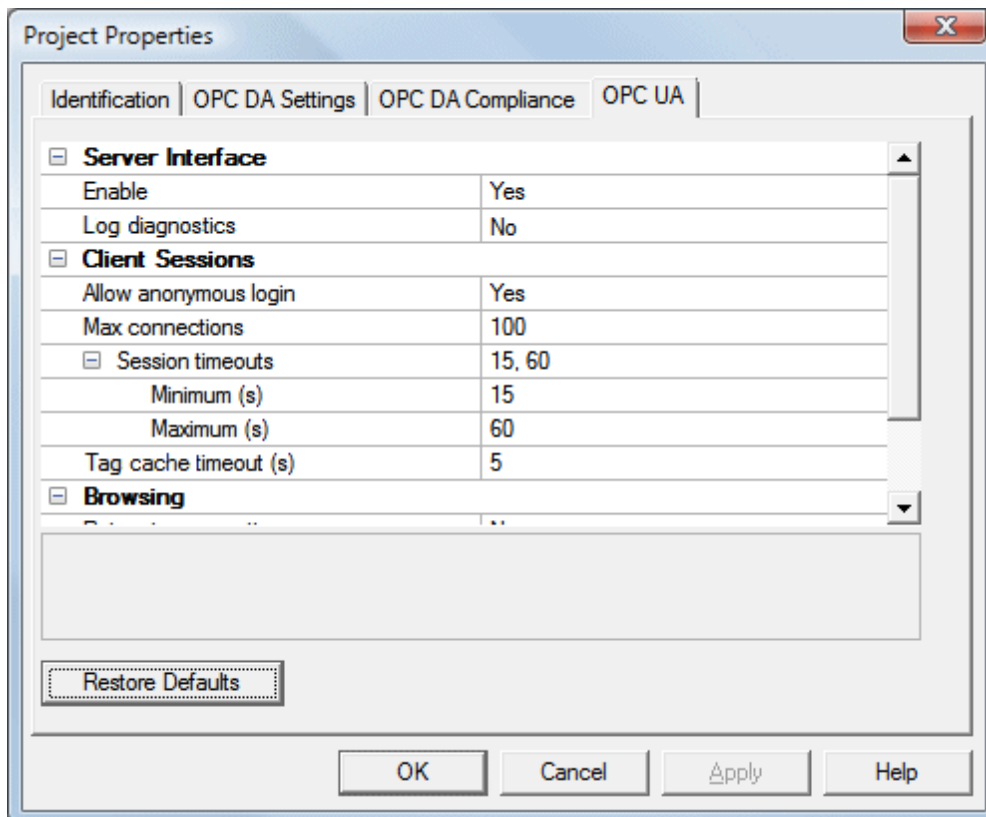 Project Properties
Identification OPC DA Settings OPC DA Compliance OPC UA
Server Interface
Enable Yes
Log diagnostics No
Client Sessions
Allow anonymous login Yes
Max connections 100
Session timeouts 15, 60
Minimum (s) 15
Maximum (s) 60
Tag cache timeout (s) 5
Browsing
Restore Defaults
OK Cancel Apply Help